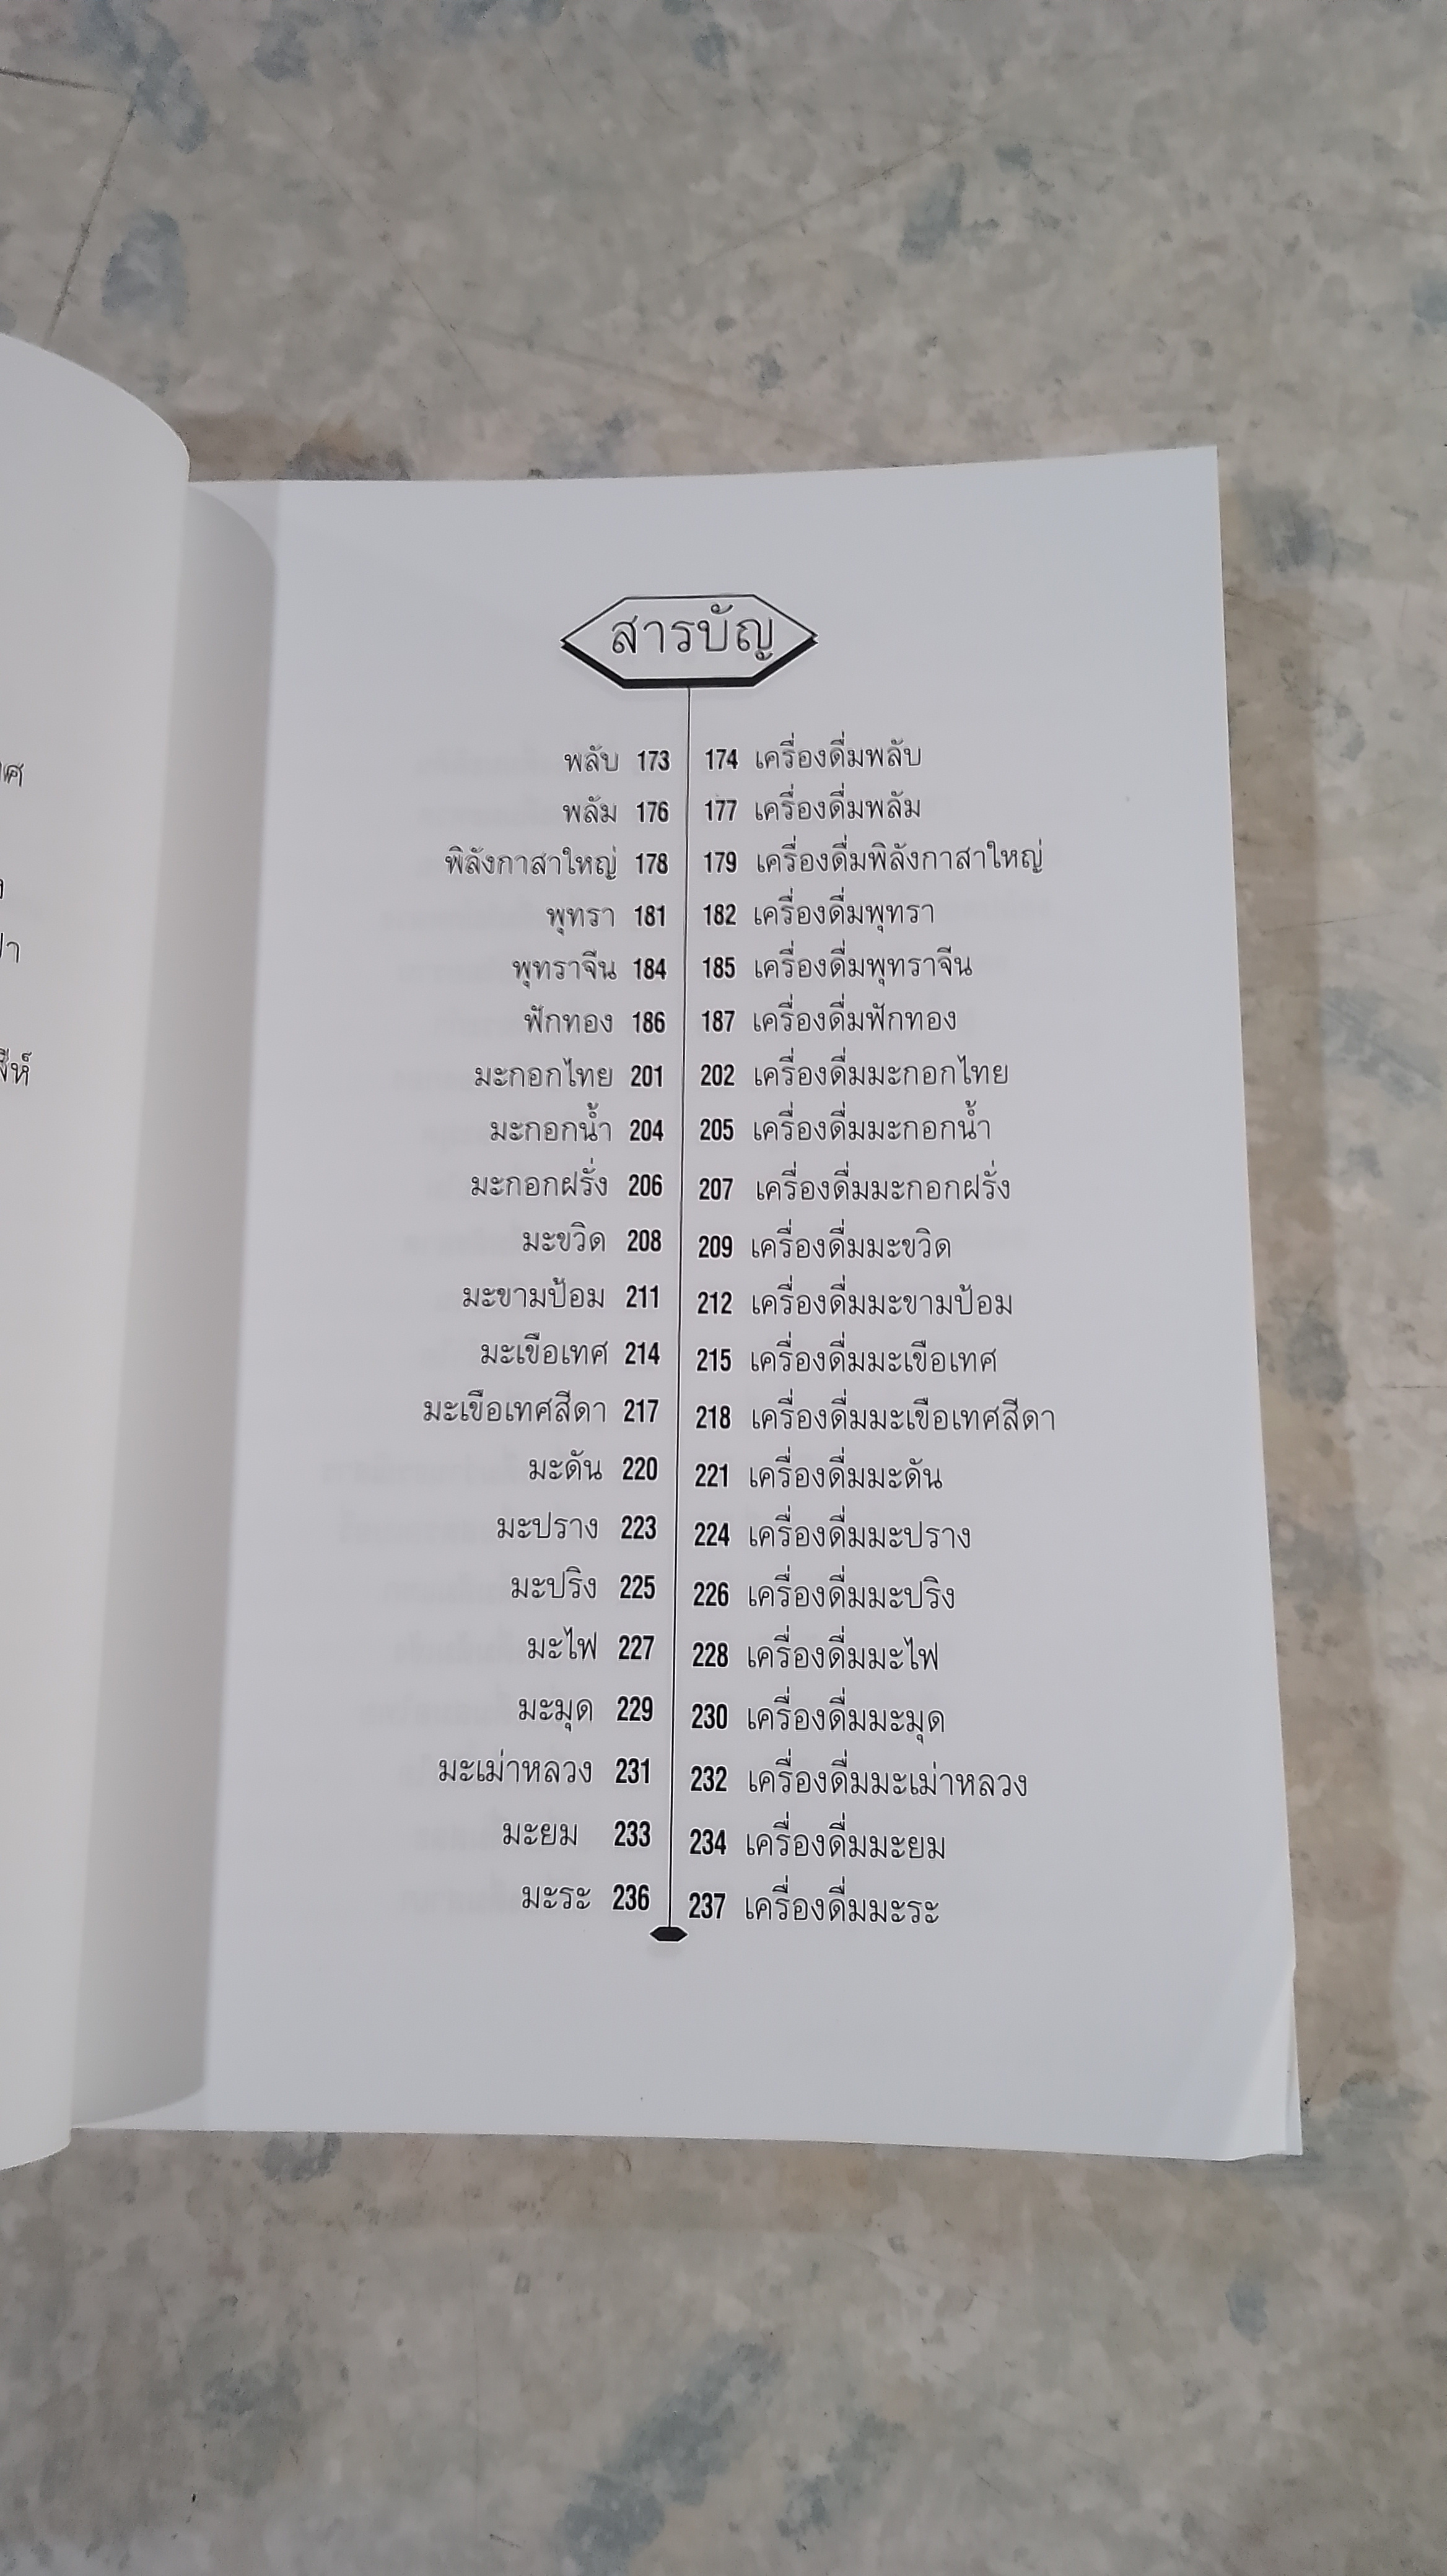 สารบัญ
พลับ 173 174 เครื่องดื่มพลับ
พลัม 176 177 เครื่องดื่มพลัม
พิลังกาสาใหญ่ 178 179 เครื่องดื่มพิลังกาสาใหญ่
พุทรา 181 182 เครื่องดื่มพุทรา
พุทราจีน 184 185 เครื่องดื่มพุทราจีน
ฟักทอง 186 187 เครื่องดื่มฟักทอง
มะกอกไทย 201 202 เครื่องดื่มมะกอกไทย
มะกอกน้ำ 204 205 เครื่องดื่มมะกอกน้ำ
มะกอกฝรั่ง 206 207 เครื่องดื่มมะกอกฝรั่ง
มะขวิด 208 209 เครื่องดื่มมะขวิด
มะขามป้อม 211 212 เครื่องดื่มมะขามป้อม
มะเขือเทศ 214 215 เครื่องดื่มมะเขือเทศ
มะเขือเทศสีดา 217 218 เครื่องดื่มมะเขือเทศสีดา
มะดัน 220 221 เครื่องดื่มมะดัน
มะปราง 223 224 เครื่องดื่มมะปราง
มะปริง 225 226 เครื่องดื่มมะปริง
มะไฟ 227 228 เครื่องดื่มมะไฟ
มะมุด 229 230 เครื่องดื่มมะมุด
มะเม่าหลวง 231 232 เครื่องดื่มมะเม่าหลวง
มะยม 233 234 เครื่องดื่มมะยม
มะระ 236 237 เครื่องดื่มมะระ